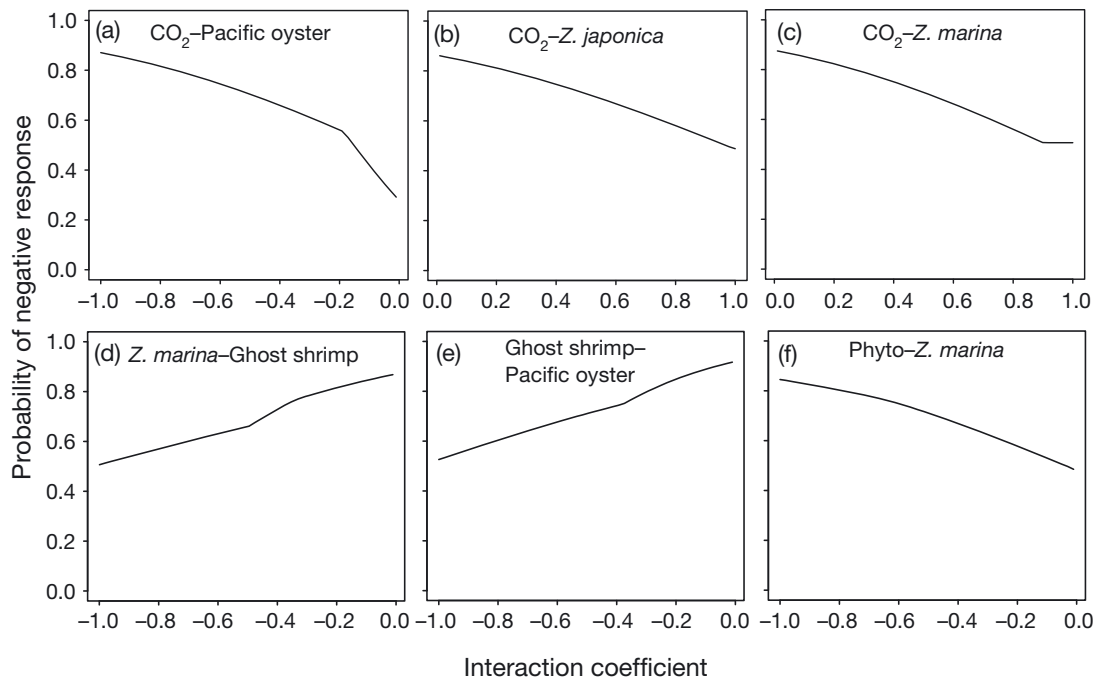 Probability of negative response
(a) CO2–Pacific oyster
1.0
0.8
0.6
0.4
0.2
0.0
–1.0 –0.8 –0.6 –0.4 –0.2 0.0
(b) CO2–Z. japonica
0.0 0.2 0.4 0.6 0.8 1.0
(c) CO2–Z. marina
0.0 0.2 0.4 0.6 0.8 1.0
(d) Z. marina–Ghost shrimp
1.0
0.8
0.6
0.4
0.2
0.0
–1.0 –0.8 –0.6 –0.4 –0.2 0.0
(e) Ghost shrimp–
Pacific oyster
–1.0 –0.8 –0.6 –0.4 –0.2 0.0
(f) Phyto–Z. marina
–1.0 –0.8 –0.6 –0.4 –0.2 0.0
Interaction coefficient